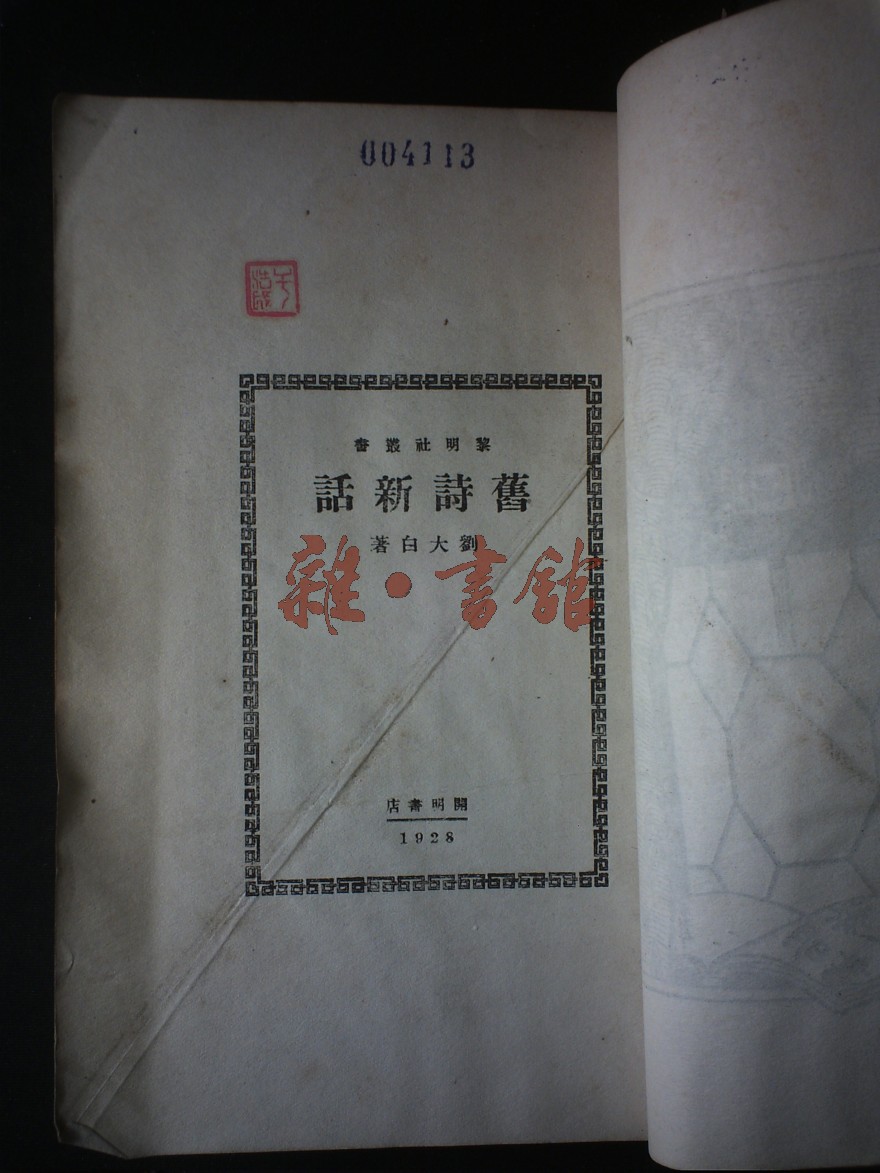 004113
黎明社叢書
舊詩新話
劉大白著
雜·書館
開明書店
1928